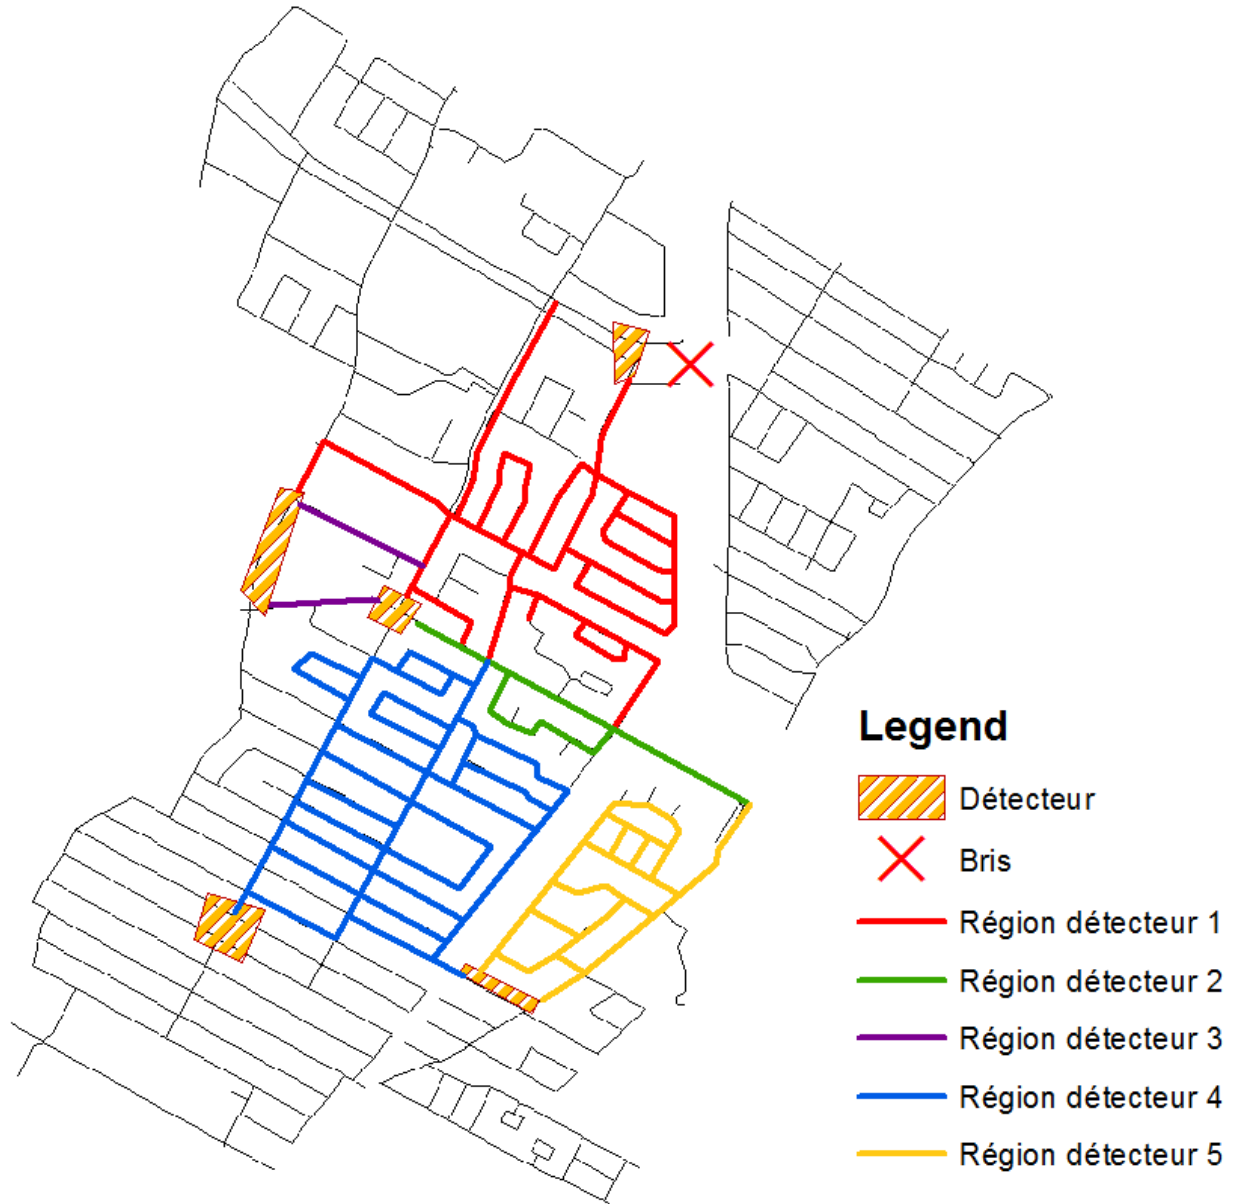 Legend
Détecteur
Bris
Région détecteur 1
Région détecteur 2
Région détecteur 3
Région détecteur 4
Région détecteur 5